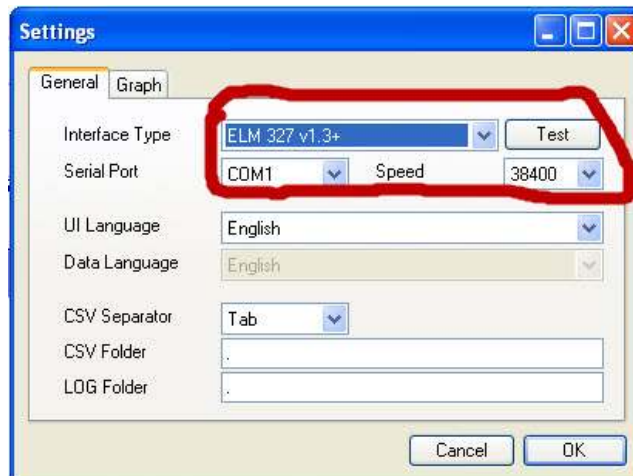 Settings
General Graph
Interface Type ELM 327 v1.3+ Test
Serial Port COM1 Speed 38400
UI Language English
Data Language English
CSV Separator Tab
CSV Folder .
LOG Folder .
Cancel OK